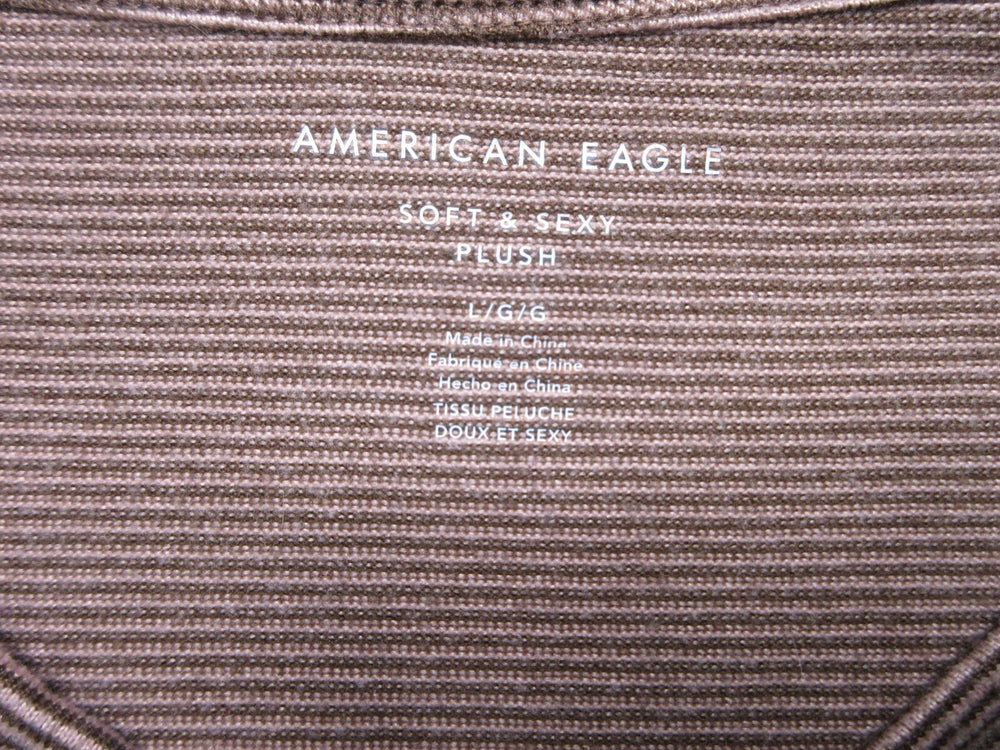 AMERICAN EAGLE
SOFT & SEXY
PLUSH
L/G/G
Made in China
Fabriqué en Chine
Hecho en China
TISSU PELUCHE
DOUX ET SEXY